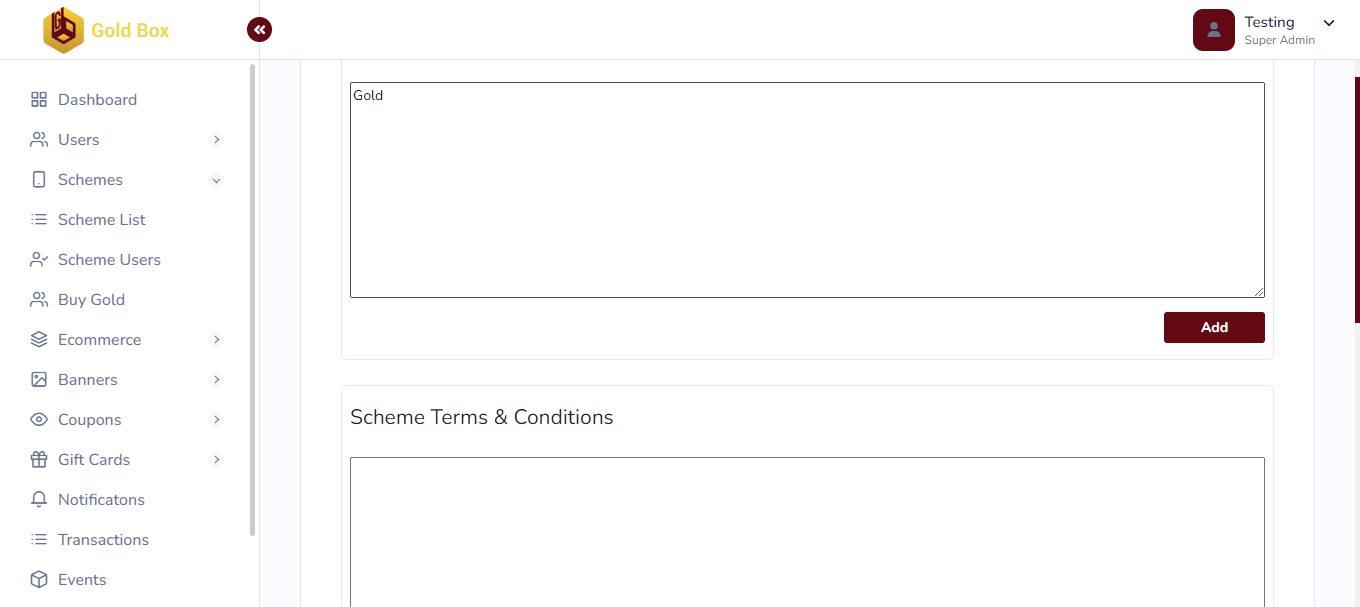 Gold Box
Testing
Super Admin
Dashboard
Users
Schemes
Scheme List
Scheme Users
Buy Gold
Ecommerce
Banners
Coupons
Gift Cards
Notificatons
Transactions
Events
Gold
Add
Scheme Terms & Conditions